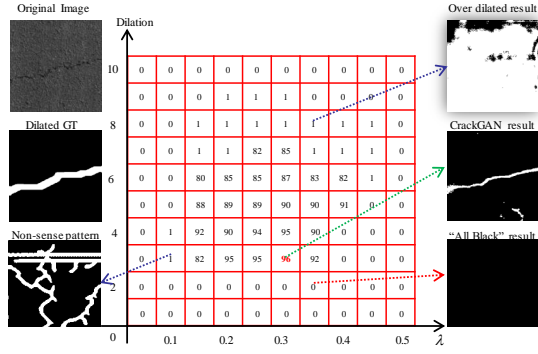 Original Image
Dilation
Over dilated result
10 0 0 0 0 0 0 0 0 0 0
0 0 0 1 1 1 0 0 0 0
8 0 0 1 1 1 1 1 1 1 0
Dilated GT
CrackGAN result
0 0 1 1 82 85 1 1 1 0
6 0 0 80 85 85 87 83 82 1 0
0 0 88 89 89 90 90 91 0 0
Non-sense pattern
"All Black" result
4 0 1 92 90 94 95 90 0 0 0
0 1 82 95 95 96 92 0 0 0
2 0 0 0 0 0 0 0 0 0 0
0 0 0 0 0 0 0 0 0 0
0 0.1 0.2 0.3 0.4 0.5 λ